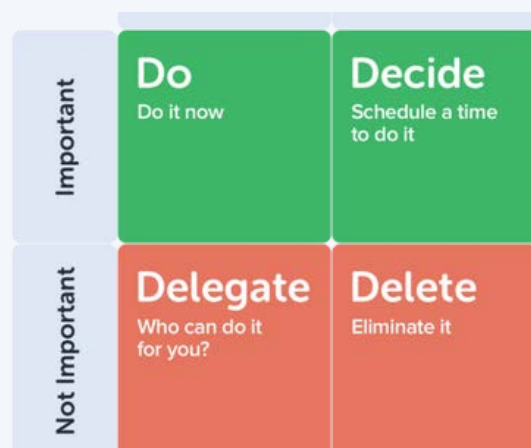 Important
Do
Do it now
Decide
Schedule a time
to do it
Not Important
Delegate
Who can do it
for you?
Delete
Eliminate it